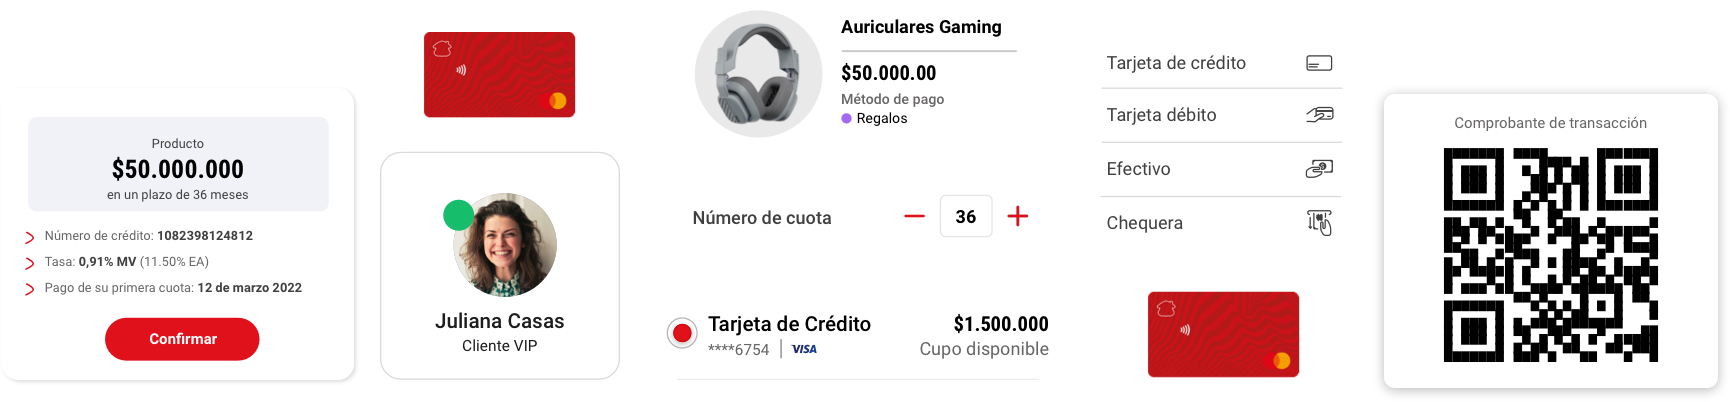 Producto
$50.000.000
en un plazo de 36 meses
Número de crédito: 1082398124812
Tasa: 0,91% MV (11.50% EA)
Pago de su primera cuota: 12 de marzo 2022
Confirmar
Juliana Casas
Cliente VIP
Auriculares Gaming
$50.000.00
Método de pago
Regalos
Número de cuota
36
Tarjeta de Crédito
$1.500.000
****6754
VISA
Cupo disponible
Tarjeta de crédito
Tarjeta débito
Efectivo
Chequera
Comprobante de transacción